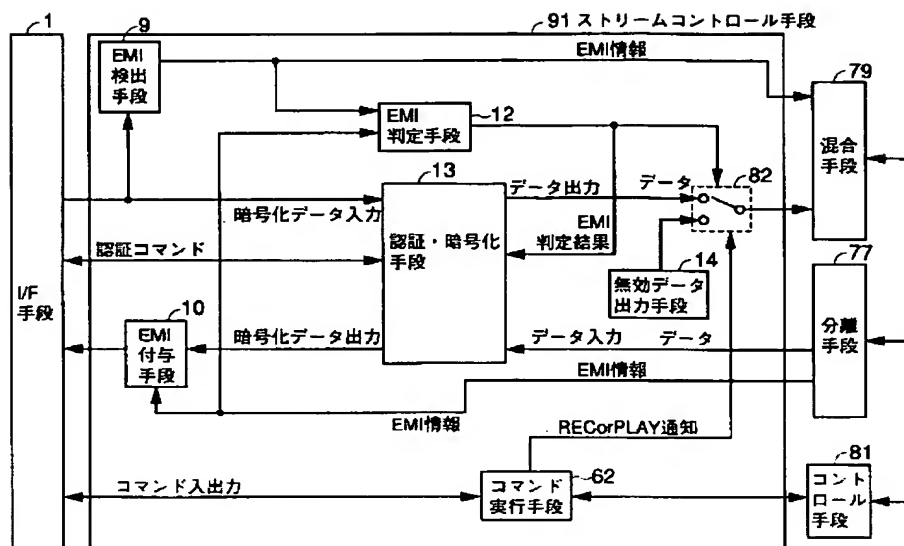 1
91 ストリームコントロール手段
9
EMI
検出
手段
EMI情報
79
混合
手段
EMI
判定手段
12
13
認証・暗号化
手段
データ出力
データ
82
暗号化データ入力
EMI
判定結果
認証コマンド
I/F
手段
14
無効データ
出力手段
77
分離
手段
10
EMI
付与
手段
暗号化データ出力
データ入力
データ
EMI情報
EMI情報
RECorPLAY通知
コマンド入出力
62
コマンド
実行手段
81
コント
ロール
手段